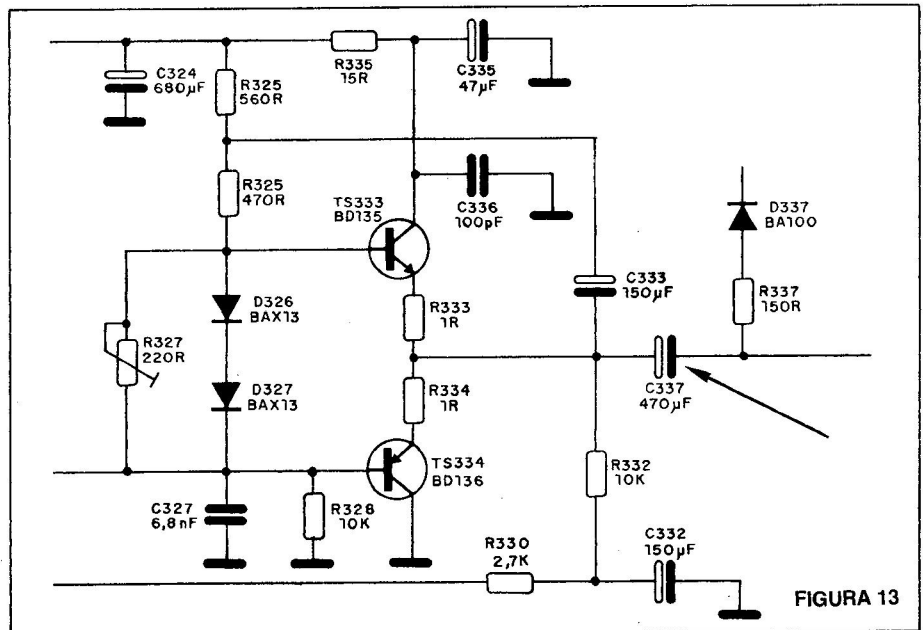 C324
680µF
R325
560R
R335
15R
C335
47µF
R325
470R
TS333
BD135
C336
100pF
D337
BA100
D326
BAX13
R333
1R
C333
150µF
R337
150R
R327
220R
D327
BAX13
R334
1R
C337
470µF
TS334
BD136
R332
10K
C327
6,8nF
R328
10K
R330
2,7K
C332
150µF
FIGURA 13